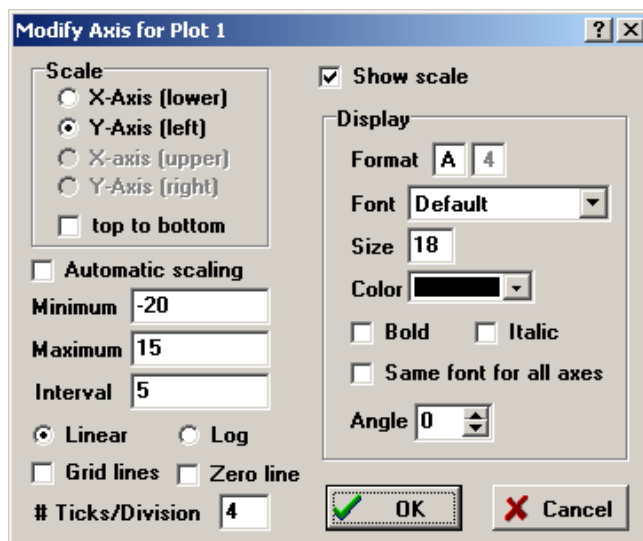 Modify Axis for Plot 1
Scale
X-Axis (lower)
Y-Axis (left)
X-axis (upper)
Y-Axis (right)
top to bottom
Automatic scaling
Minimum -20
Maximum 15
Interval 5
Linear Log
Grid lines Zero line
# Ticks/Division 4
Show scale
Display
Format A 4
Font Default
Size 18
Color
Bold Italic
Same font for all axes
Angle 0
OK Cancel